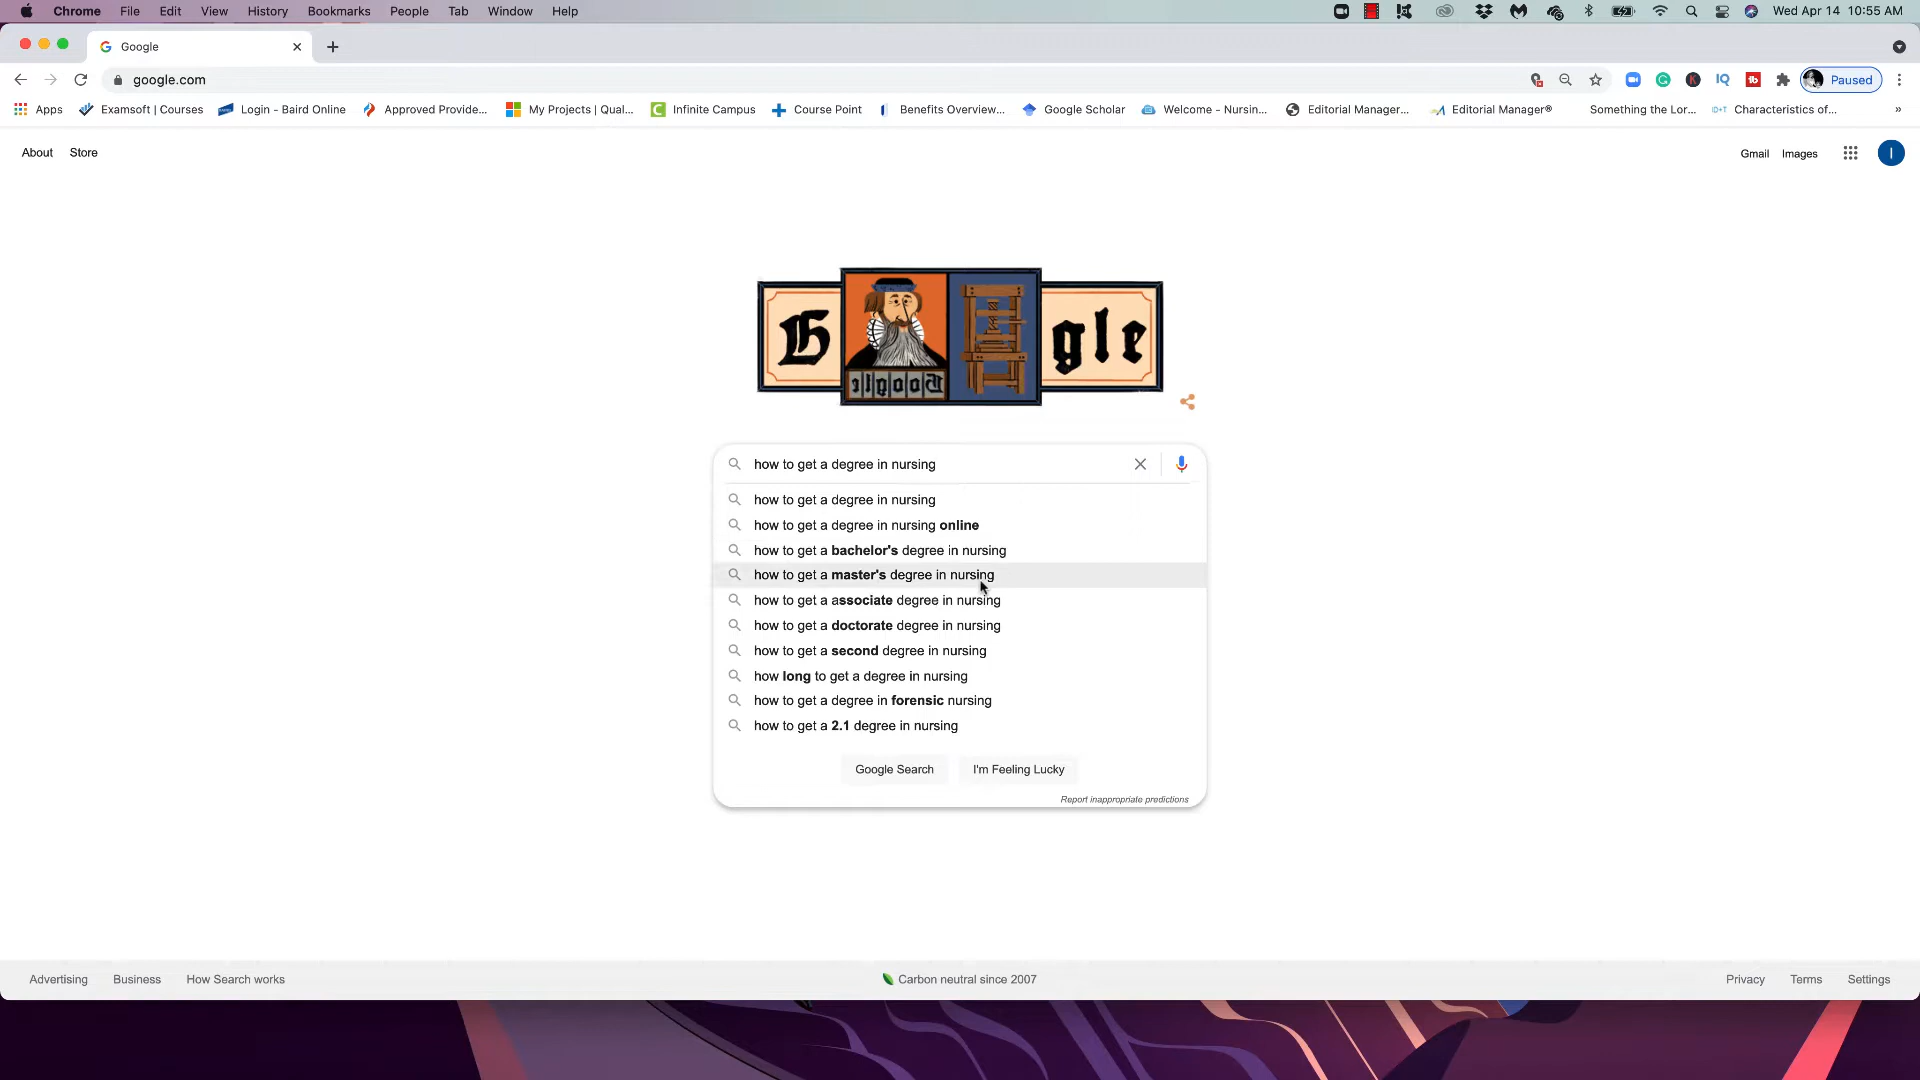 Chrome File Edit View History Bookmarks People Tab Window Help Wed Apr 14 10:55 AM
Google
google.com Paused
Apps Examsoft | Courses Login - Baird Online Approved Provide... My Projects | Qual... Infinite Campus Course Point Benefits Overview... Google Scholar Welcome - Nursin... Editorial Manager... Editorial Manager® Something the Lor... Characteristics of... »
About Store Gmail Images I
G gle
Google
how to get a degree in nursing
how to get a degree in nursing
how to get a degree in nursing online
how to get a bachelor's degree in nursing
how to get a master's degree in nursing
how to get a associate degree in nursing
how to get a doctorate degree in nursing
how to get a second degree in nursing
how long to get a degree in nursing
how to get a degree in forensic nursing
how to get a 2.1 degree in nursing
Google Search I'm Feeling Lucky
Report inappropriate predictions
Advertising Business How Search works Carbon neutral since 2007 Privacy Terms Settings